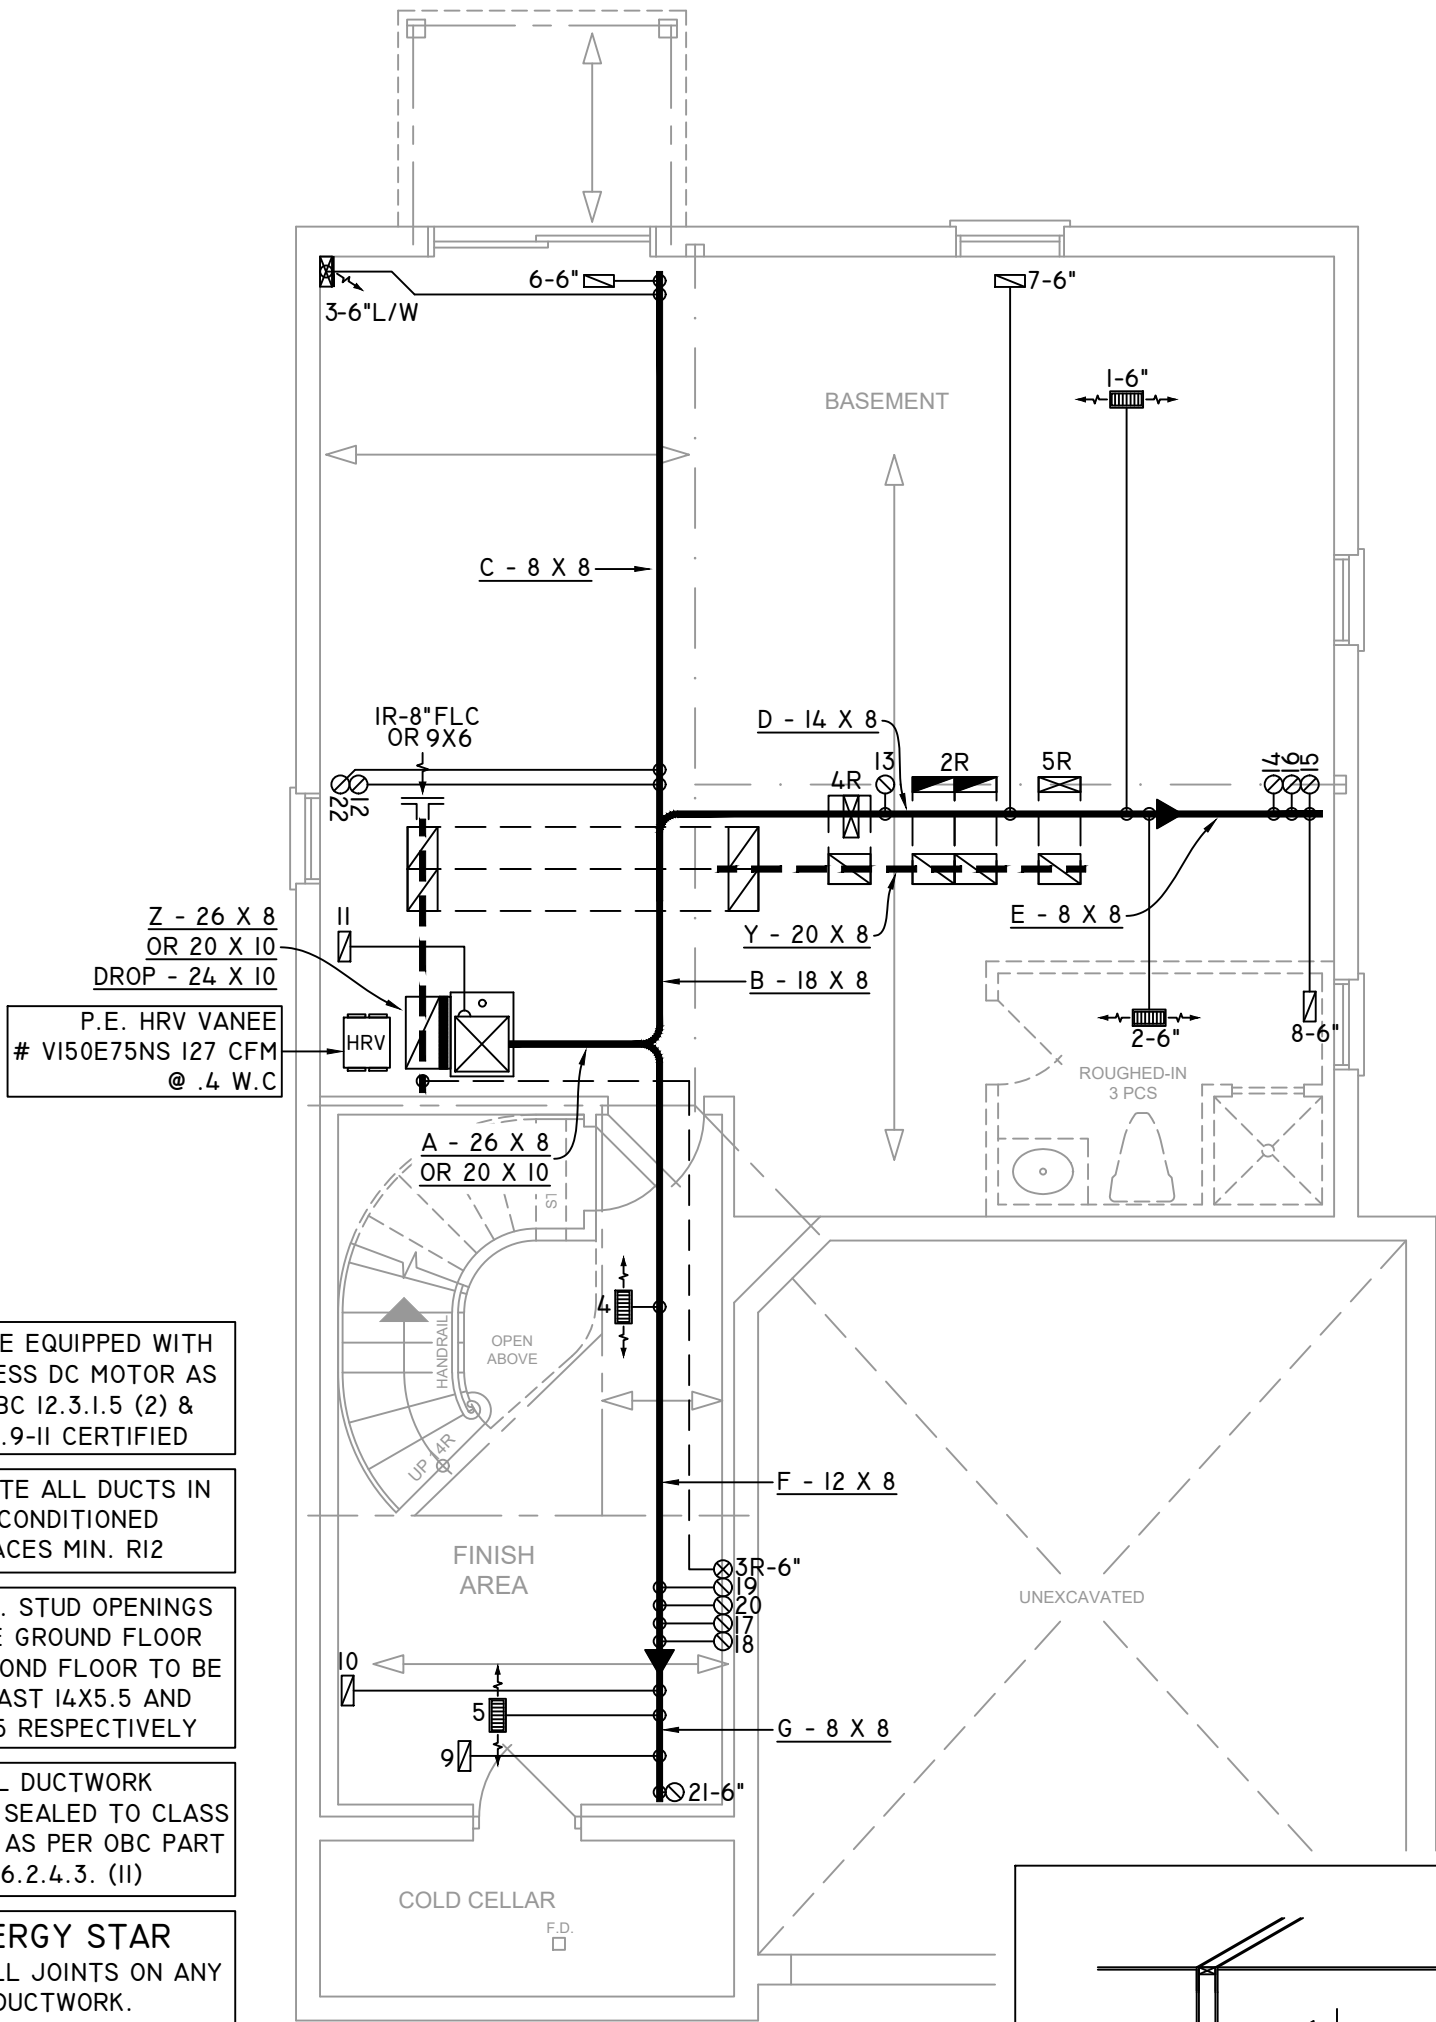 6-6"
7-6"
3-6"L/W
1-6"
BASEMENT
C - 8 X 8
1R-8"FLC
OR 9X6
D - 14 X 8
13
2R
5R
4R
14
16
15
22
12
Z - 26 X 8
OR 20 X 10
DROP - 24 X 10
11
Y - 20 X 8
E - 8 X 8
B - 18 X 8
P.E. HRV VANEE
# V150E75NS 127 CFM
@ .4 W.C
HRV
2-6"
8-6"
ROUGHED-IN
3 PCS
A - 26 X 8
OR 20 X 10
LS
4
HANDRAIL
OPEN
ABOVE
UP 14R
E EQUIPPED WITH
ESS DC MOTOR AS
BC 12.3.1.5 (2) &
.9-11 CERTIFIED
F - 12 X 8
TE ALL DUCTS IN
CONDITIONED
ACES MIN. R12
FINISH
AREA
3R-6"
19
20
17
18
UNEXCAVATED
. STUD OPENINGS
E GROUND FLOOR
OND FLOOR TO BE
AST 14X5.5 AND
5 RESPECTIVELY
10
5
9
G - 8 X 8
21-6"
L DUCTWORK
SEALED TO CLASS
AS PER OBC PART
6.2.4.3. (11)
COLD CELLAR
F.D.
ERGY STAR
LL JOINTS ON ANY
DUCTWORK.